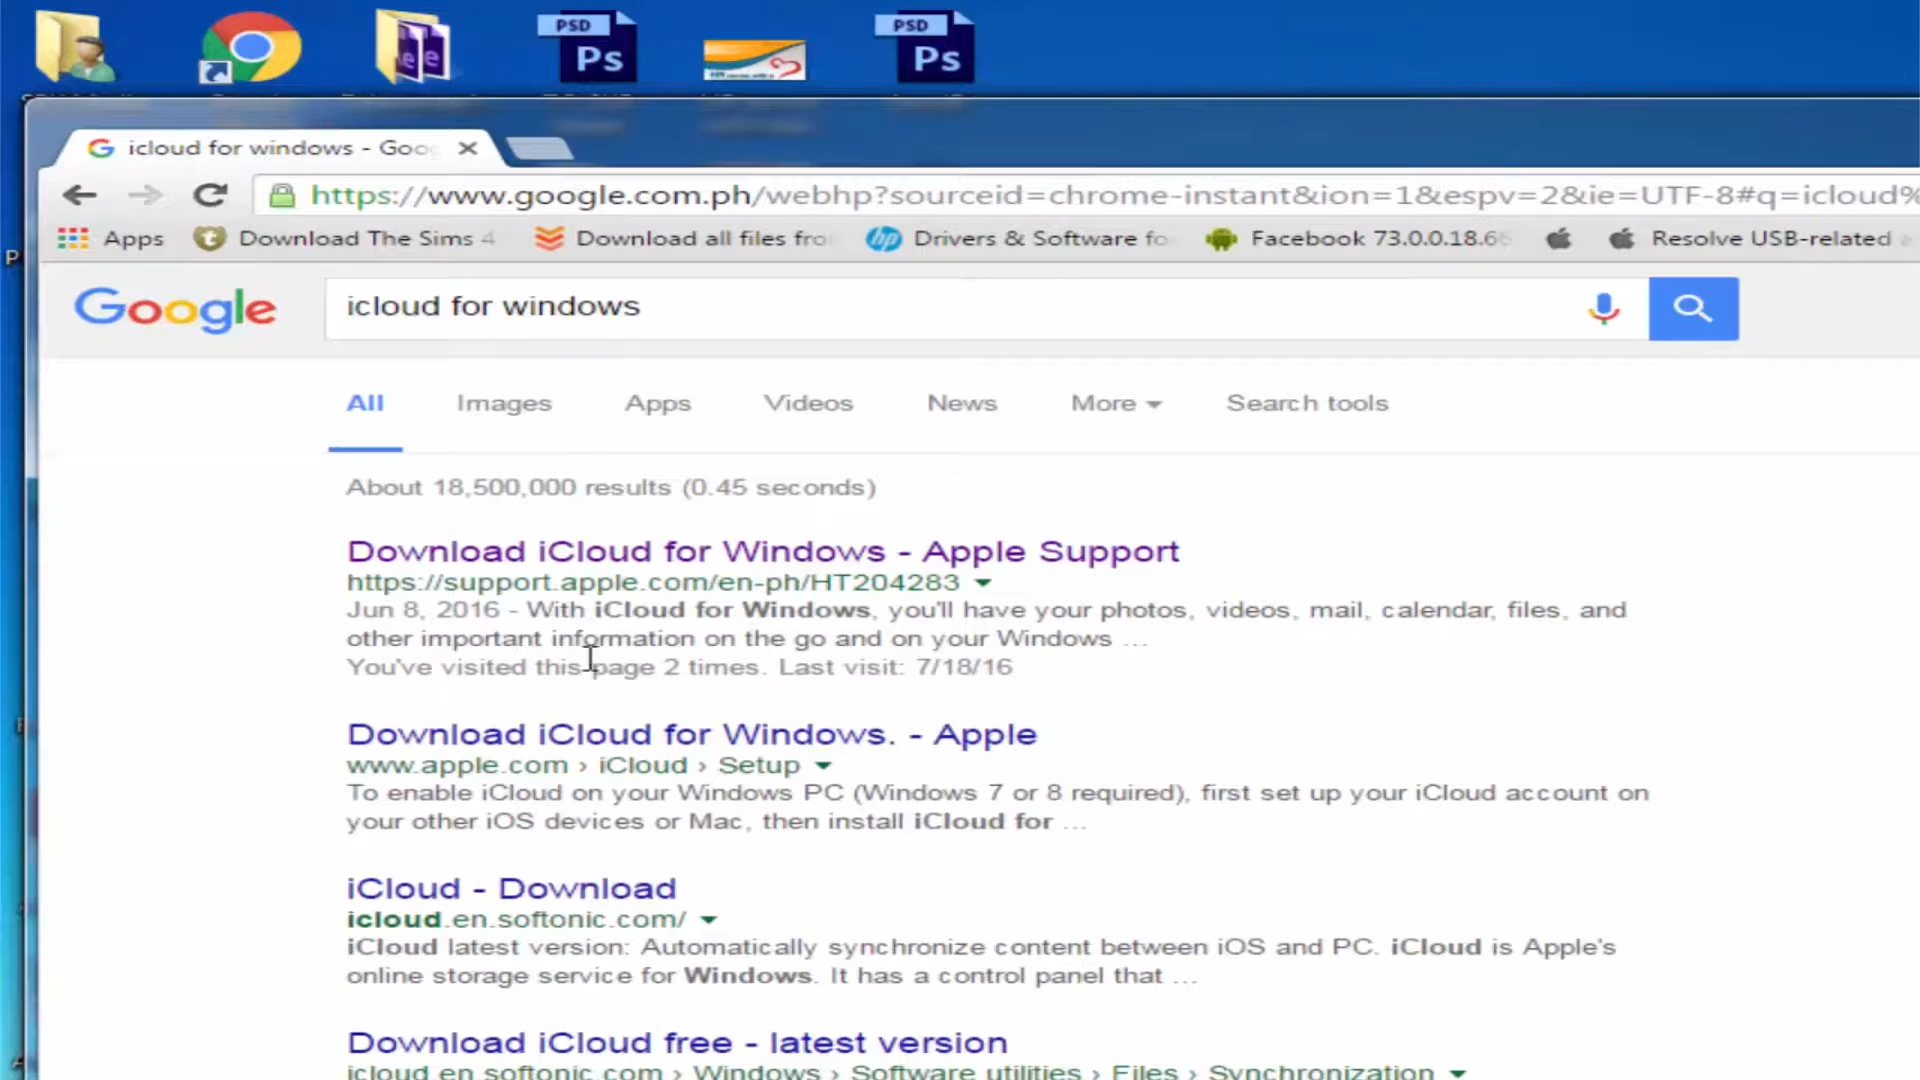 PSD
Ps
PSD
Ps
icloud for windows - Goo
https://www.google.com.ph/webhp?sourceid=chrome-instant&ion=1&espv=2&ie=UTF-8#q=icloud%
Apps
Download The Sims 4
Download all files fro
Drivers & Software fo
Facebook 73.0.0.18.66
Resolve USB-related
Google
icloud for windows
All
Images
Apps
Videos
News
More
Search tools
About 18,500,000 results (0.45 seconds)
Download iCloud for Windows - Apple Support
https://support.apple.com/en-ph/HT204283
Jun 8, 2016 - With iCloud for Windows, you'll have your photos, videos, mail, calendar, files, and
other important information on the go and on your Windows ...
You've visited this page 2 times. Last visit: 7/18/16
Download iCloud for Windows. - Apple
www.apple.com › iCloud › Setup
To enable iCloud on your Windows PC (Windows 7 or 8 required), first set up your iCloud account on
your other iOS devices or Mac, then install iCloud for ...
iCloud - Download
icloud.en.softonic.com/
iCloud latest version: Automatically synchronize content between iOS and PC. iCloud is Apple's
online storage service for Windows. It has a control panel that ...
Download iCloud free - latest version
icloud.en.softonic.com › Windows › Software utilities › Files › Synchronization